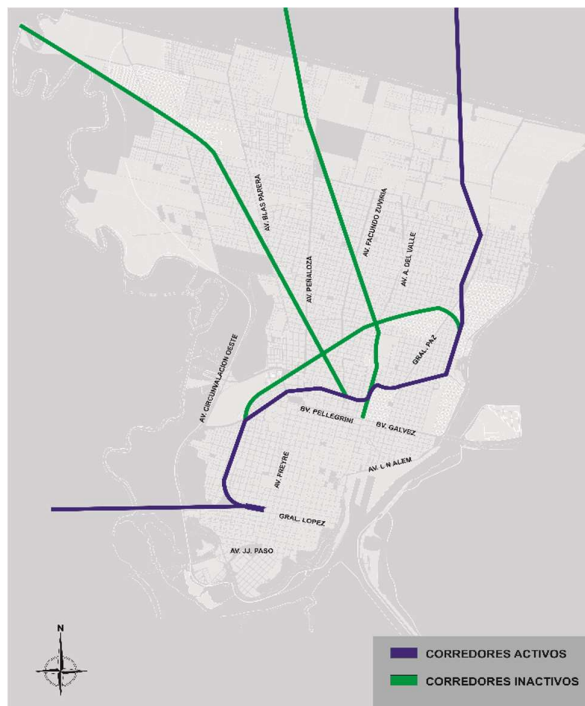 AV. BLAS PARERA
AV. FACUNDO ZUVIRIA
AV. A. DEL VALLE
AV. PEÑALOZA
AV. CIRCUNVALACION OESTE
GRAL. PAZ
BV. PELLEGRINI
BV. GALVEZ
AV. FREYRE
AV. L N ALEM
GRAL. LOPEZ
AV. JJ. PASO
N
CORREDORES ACTIVOS
CORREDORES INACTIVOS